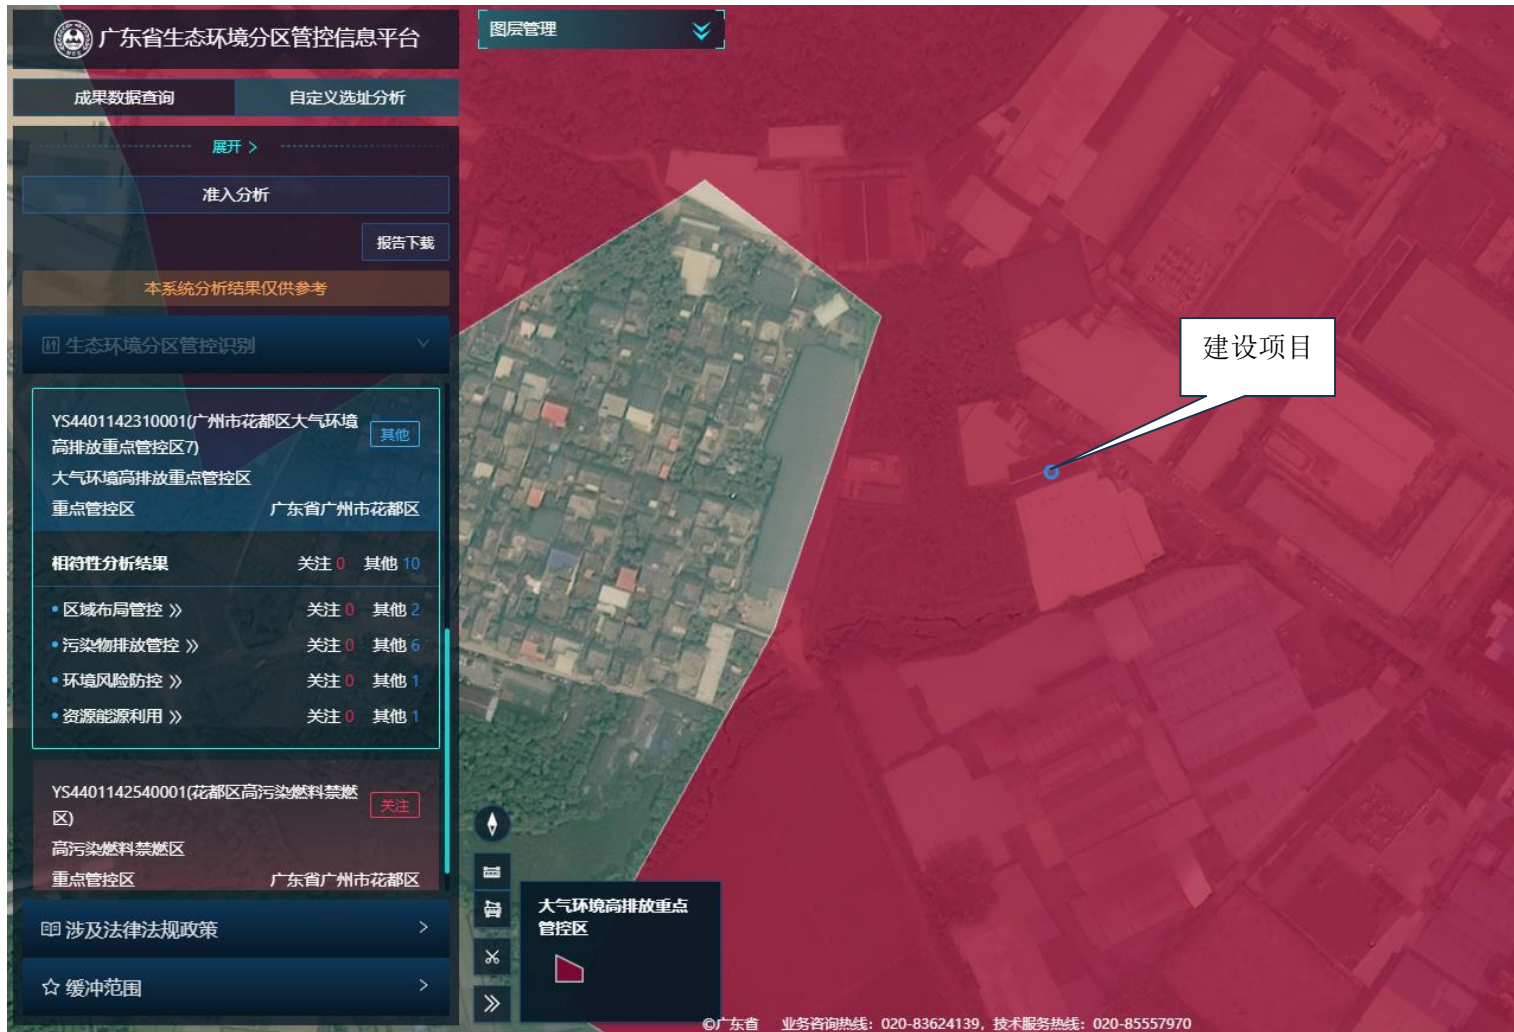 广东省生态环境分区管控信息平台
图层管理
成果数据查询 自定义选址分析
展开 >
准入分析
报告下载
本系统分析结果仅供参考
生态环境分区管控识别
建设项目
YS4401142310001(广州市花都区大气环境
高排放重点管控区7)
其他
大气环境高排放重点管控区
重点管控区 广东省广州市花都区
相符性分析结果 关注 0 其他 10
• 区域布局管控 》 关注 0 其他 2
• 污染物排放管控 》 关注 0 其他 6
• 环境风险防控 》 关注 0 其他 1
• 资源能源利用 》 关注 0 其他 1
YS4401142540001(花都区高污染燃料禁燃
区)
关注
高污染燃料禁燃区
重点管控区 广东省广州市花都区
涉及法律法规政策 >
缓冲范围 >
大气环境高排放重点
管控区
©广东省 业务咨询热线：020-83624139，技术服务热线：020-85557970